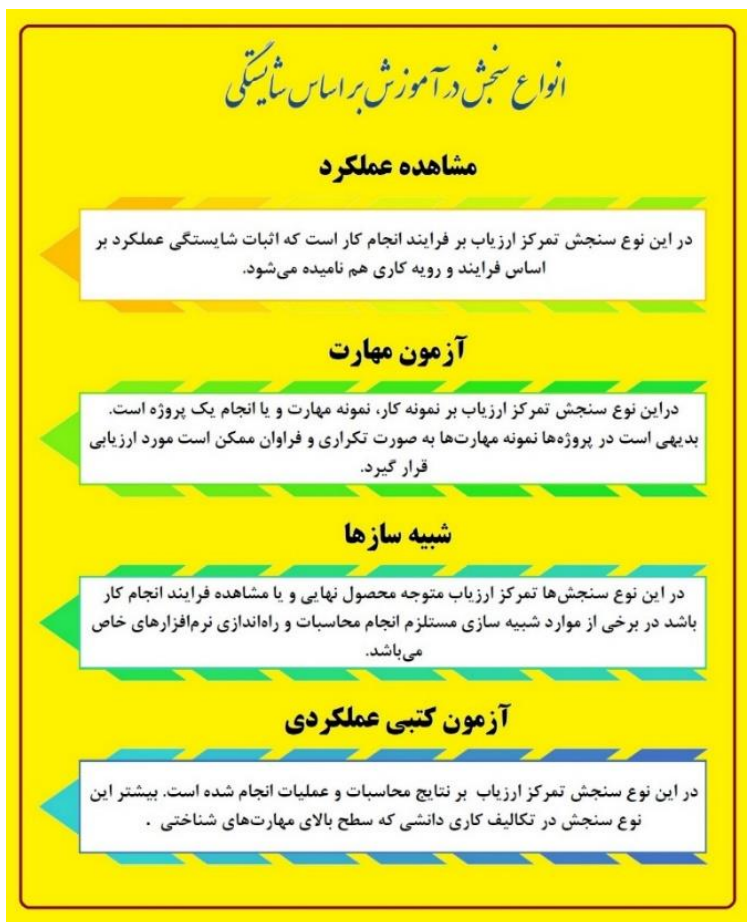 انواع سنجش در آموزش بر اساس شایستگی
مشاهده عملکرد
در این نوع سنجش تمرکز ارزیاب بر فرایند انجام کار است که اثبات شایستگی عملکرد بر
اساس فرایند و رویه کاری هم نامیده می‌شود.
آزمون مهارت
دراین نوع سنجش تمرکز ارزیاب بر نمونه کار، نمونه مهارت و یا انجام یک پروژه است.
بدیهی است در پروژه‌ها نمونه مهارت‌ها به صورت تکراری و فراوان ممکن است مورد ارزیابی
قرار گیرد.
شبیه سازها
در این نوع سنجش‌ها تمرکز ارزیاب متوجه محصول نهایی و یا مشاهده فرایند انجام کار
باشد در برخی از موارد شبیه سازی مستلزم انجام محاسبات و راه‌اندازی نرم‌افزارهای خاص
می‌باشد.
آزمون کتبی عملکردی
در این نوع سنجش تمرکز ارزیاب بر نتایج محاسبات و عملیات انجام شده است. بیشتر این
نوع سنجش در تکالیف کاری دانشی که سطح بالای مهارت‌های شناختی .